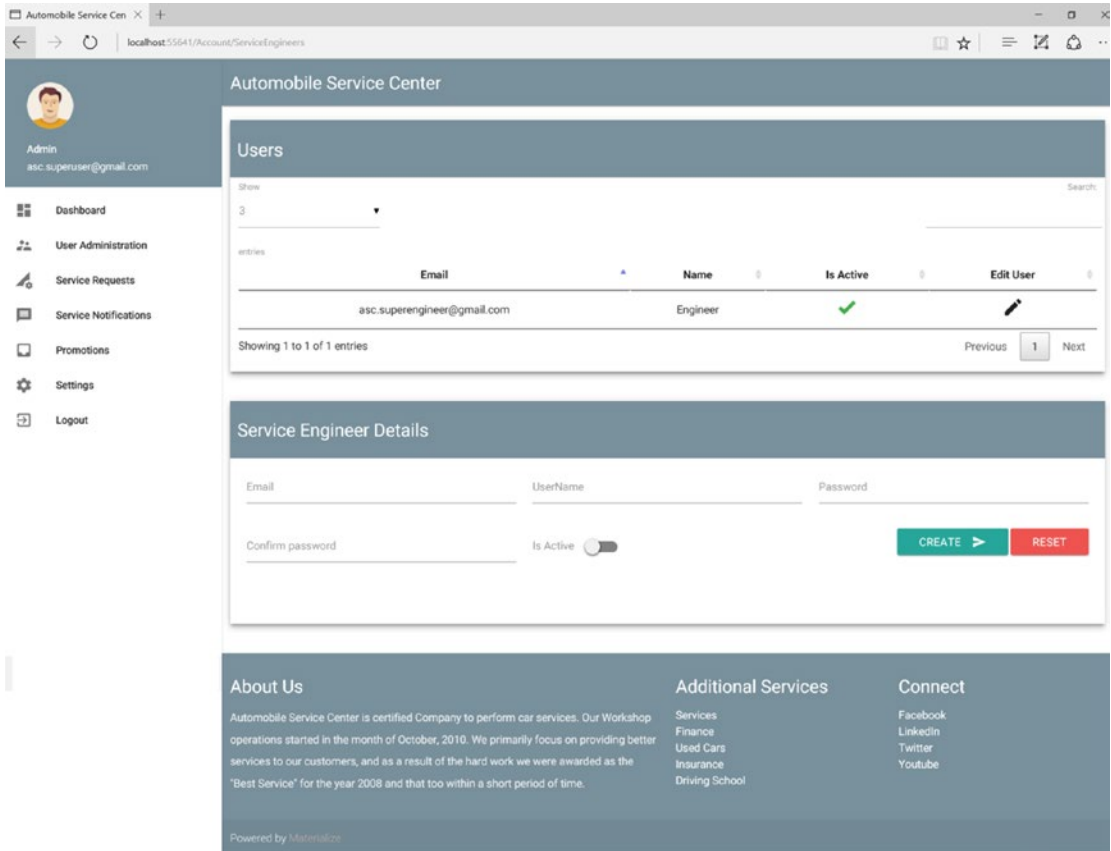 Automobile Service Cen
localhost:55641/Account/ServiceEngineers
Admin
asc.superuser@gmail.com
Dashboard
User Administration
Service Requests
Service Notifications
Promotions
Settings
Logout
Automobile Service Center
Users
Show
Search:
3
entries
Email Name Is Active Edit User
asc.superengineer@gmail.com Engineer
Showing 1 to 1 of 1 entries
Previous 1 Next
Service Engineer Details
Email UserName Password
Confirm password Is Active CREATE RESET
About Us
Automobile Service Center is certified Company to perform car services. Our Workshop
operations started in the month of October, 2010. We primarily focus on providing better
services to our customers, and as a result of the hard work we were awarded as the
"Best Service" for the year 2008 and that too within a short period of time.
Additional Services
Services
Finance
Used Cars
Insurance
Driving School
Connect
Facebook
LinkedIn
Twitter
Youtube
Powered by Materialize